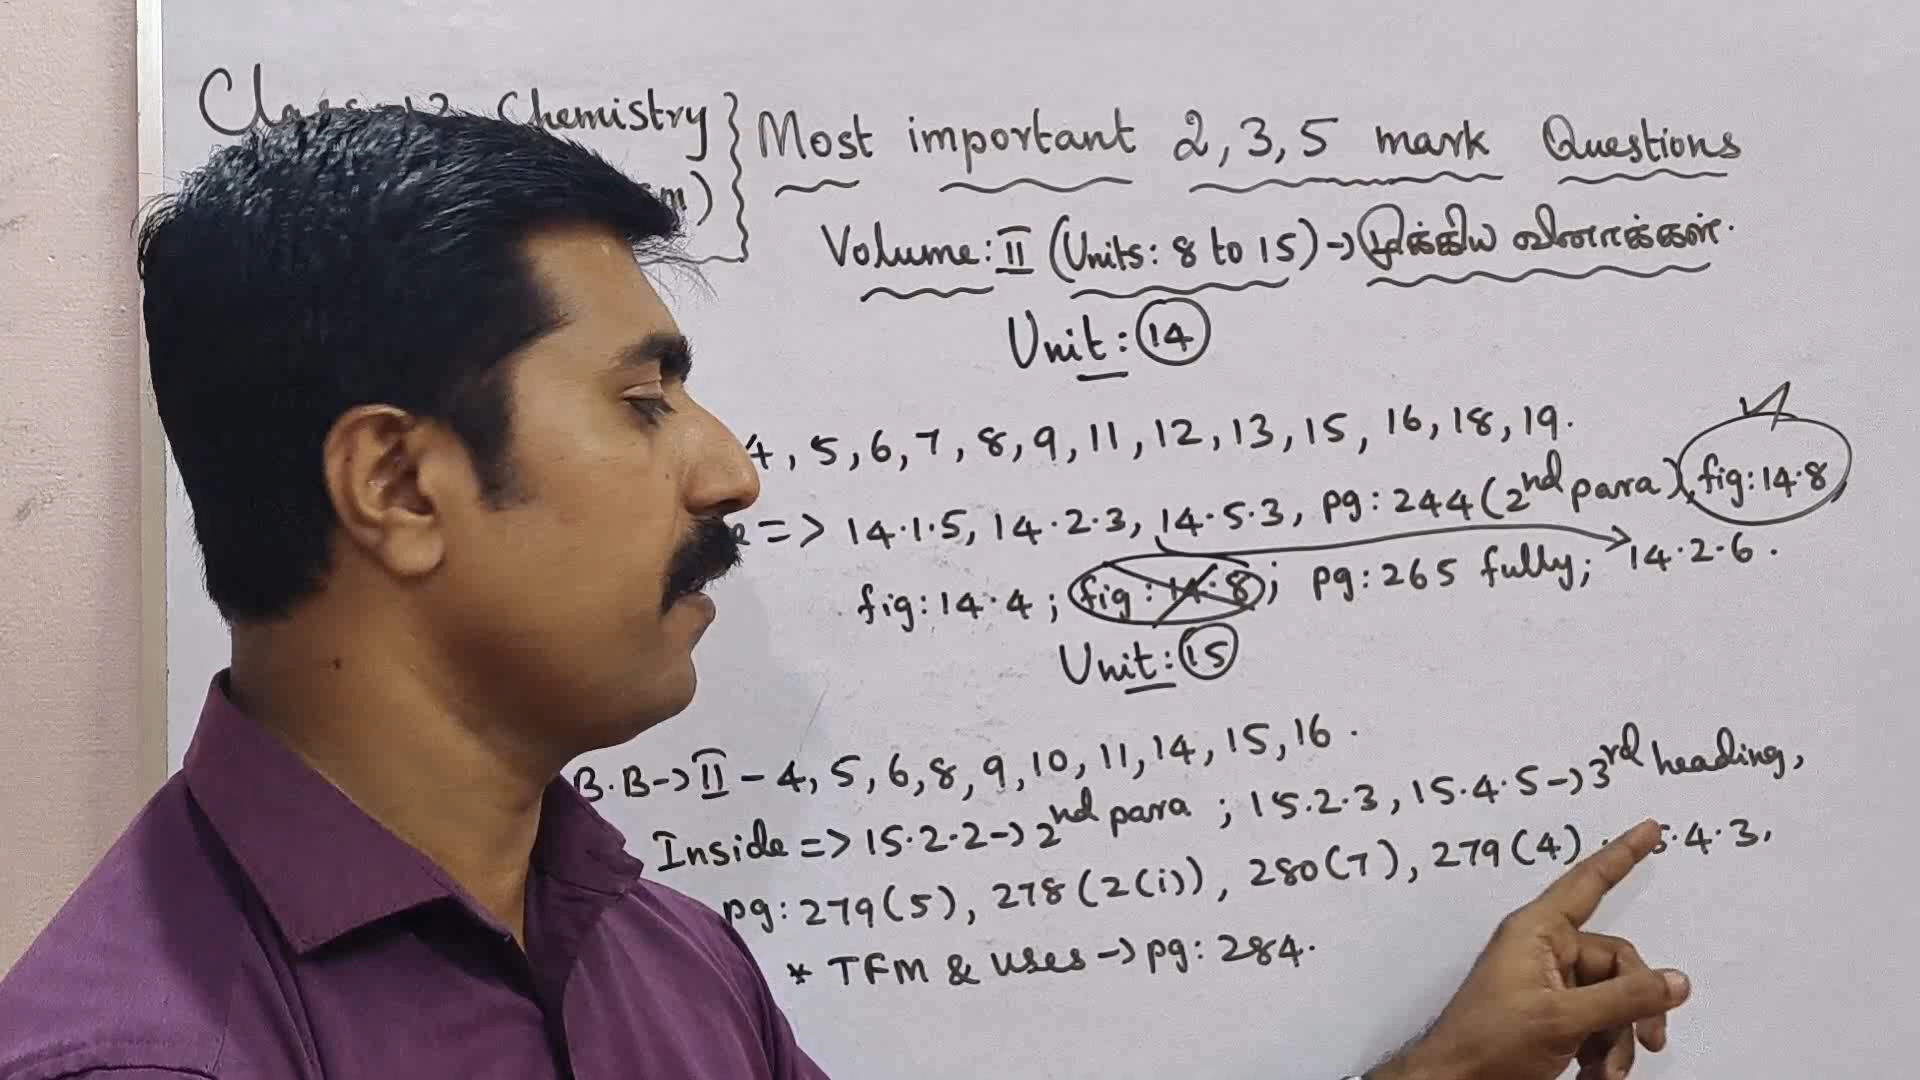 Class-12 Chemistry } Most important 2, 3, 5 mark Questions
Volume: II (Units: 8 to 15) → முக்கிய வினாக்கள்.
Unit: 14
4, 5, 6, 7, 8, 9, 11, 12, 13, 15, 16, 18, 19.
=> 14.1.5, 14.2.3, 14.5.3, pg: 244 (2nd para), fig: 14.8
fig: 14.4 ; fig: 14.8 ; pg: 265 fully; → 14.2.6 .
Unit: 15
B.B → II - 4, 5, 6, 8, 9, 10, 11, 14, 15, 16 .
Inside => 15.2.2 → 2nd para ; 15.2.3, 15.4.5 → 3rd heading,
pg: 279 (5), 278 (2(i)), 280 (7), 279 (4) 5.4.3.
* TFM & uses → pg: 284.